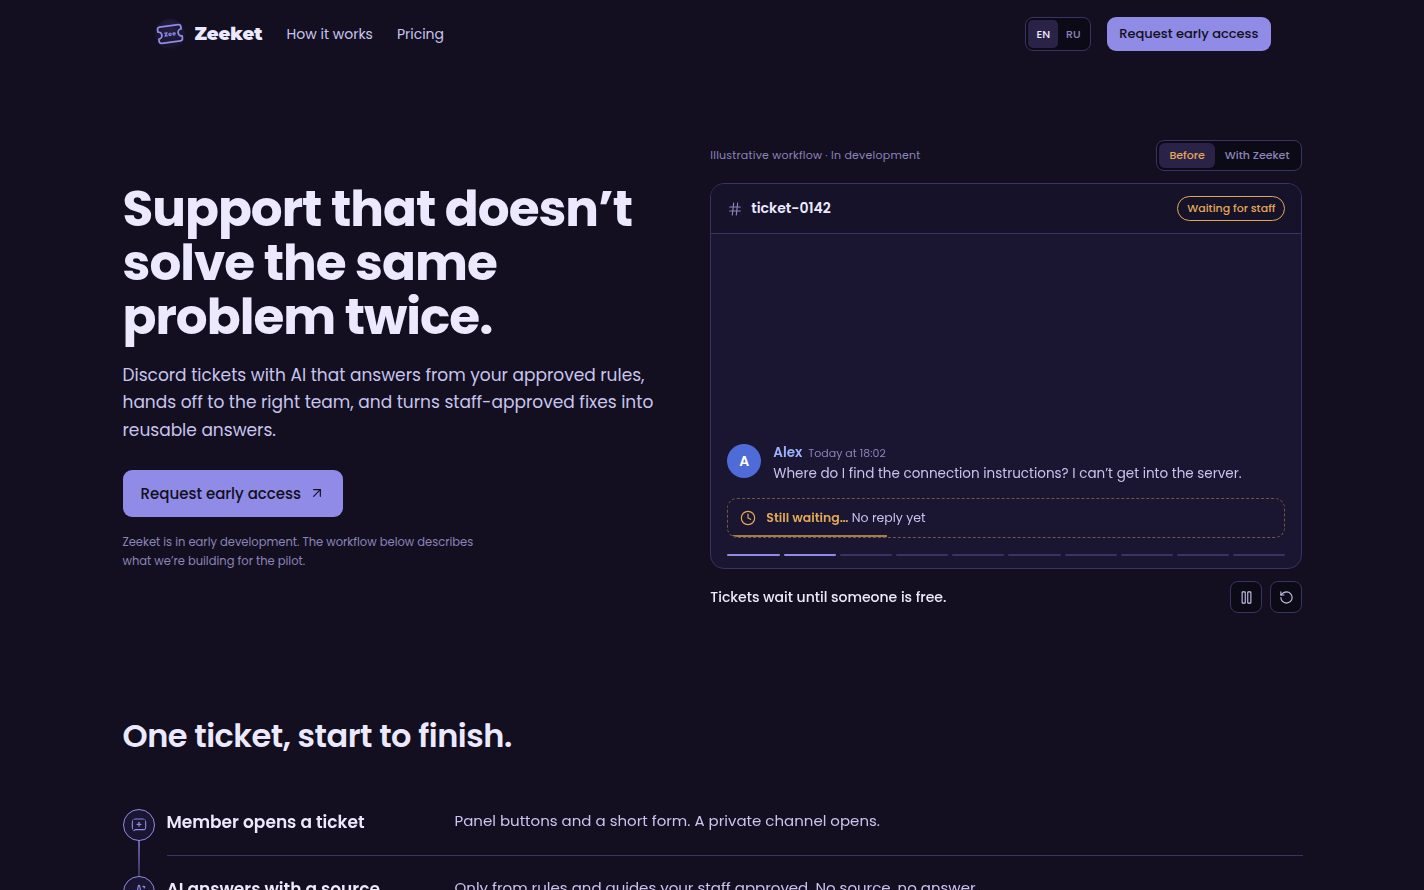 Zeeket
How it works
Pricing
EN
RU
Request early access
Illustrative workflow · In development
Before
With Zeeket
# ticket-0142
Waiting for staff
Support that doesn’t
solve the same
problem twice.
Discord tickets with AI that answers from your approved rules,
hands off to the right team, and turns staff-approved fixes into
reusable answers.
Request early access
Zeeket is in early development. The workflow below describes
what we’re building for the pilot.
A
Alex Today at 18:02
Where do I find the connection instructions? I can’t get into the server.
Still waiting… No reply yet
Tickets wait until someone is free.
One ticket, start to finish.
Member opens a ticket
Panel buttons and a short form. A private channel opens.
AI answers with a source
Only from rules and guides your staff approved. No source, no answer.